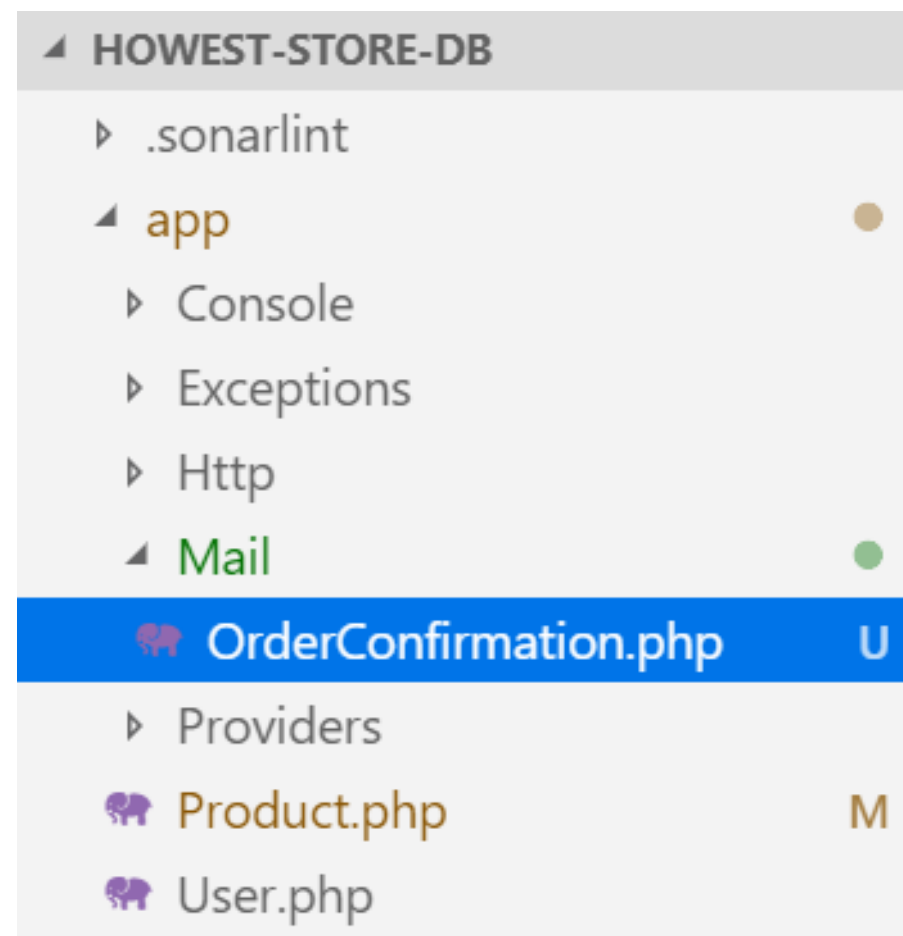 HOWEST-STORE-DB
.sonarlint
app
Console
Exceptions
Http
Mail
OrderConfirmation.php U
Providers
Product.php M
User.php